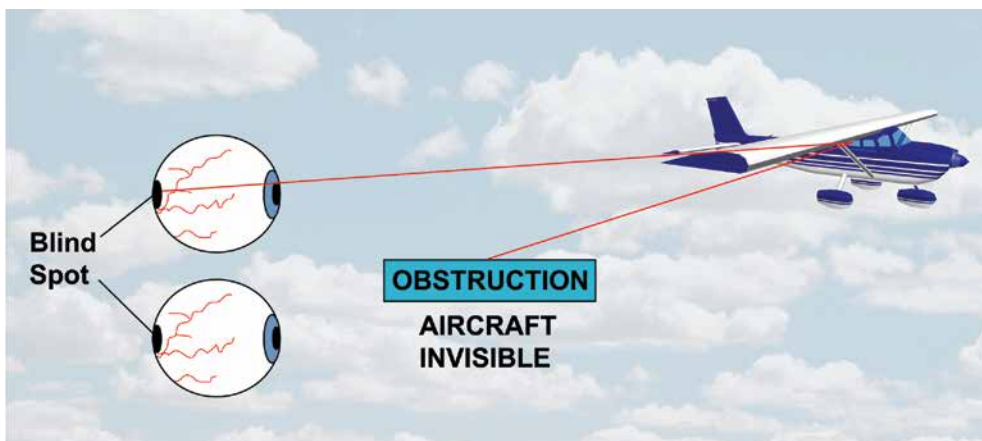 Blind
Spot
OBSTRUCTION
AIRCRAFT
INVISIBLE